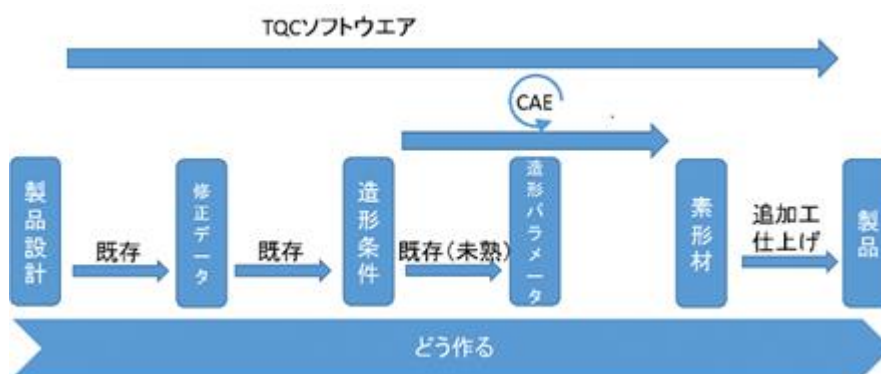 TQCソフトウエア
CAE
製品設計
既存
修正データ
既存
造形条件
既存(未熟)
造形パラメータ
素形材
追加工
仕上げ
製品
どう作る